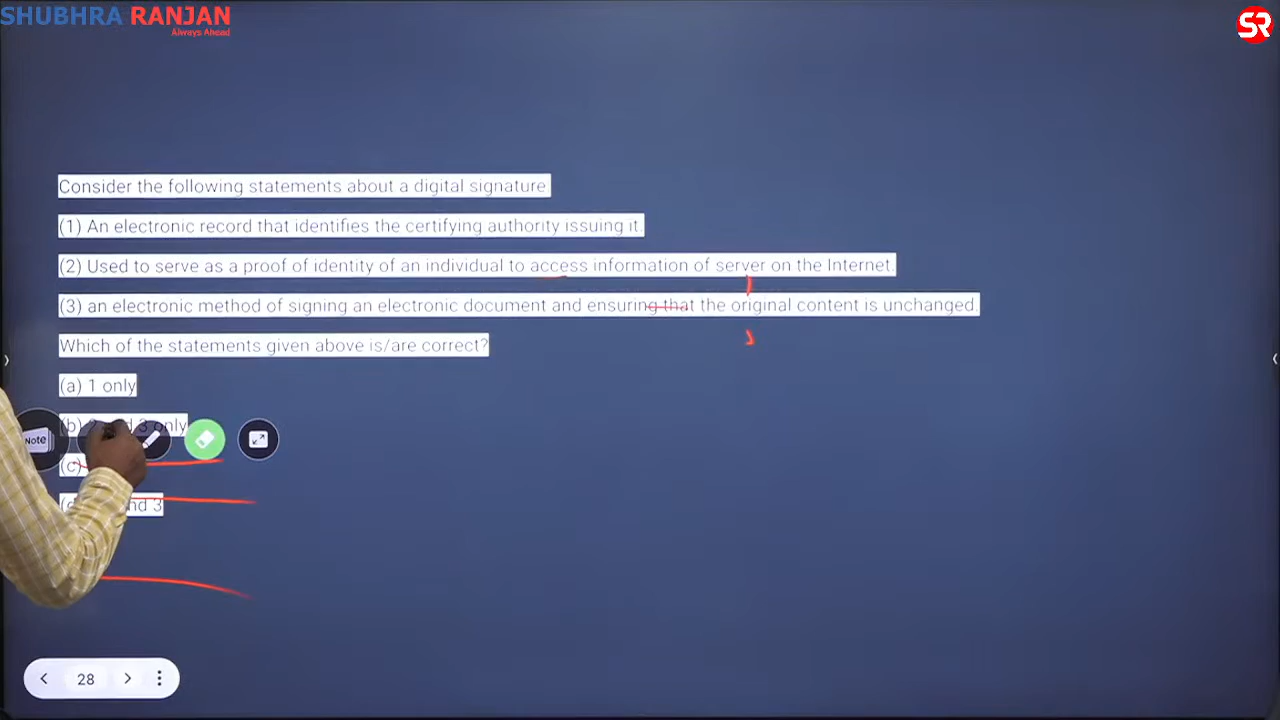 SHUBHRA RANJAN
Always Ahead
SR
Consider the following statements about a digital signature
(1) An electronic record that identifies the certifying authority issuing it.
(2) Used to serve as a proof of identity of an individual to access information of server on the Internet.
(3) an electronic method of signing an electronic document and ensuring that the original content is unchanged.
Which of the statements given above is/are correct?
(a) 1 only
(b) 3 only
Note
(c)
nd 3
28